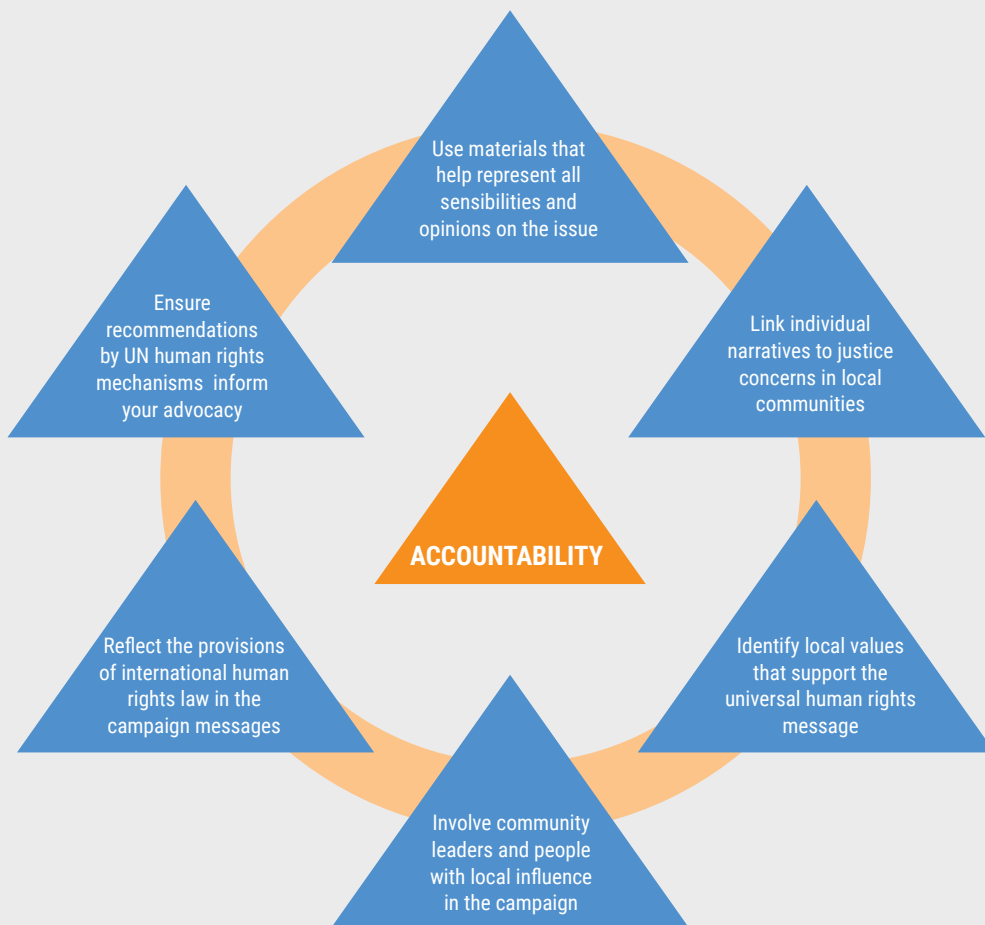 Use materials that
help represent all
sensibilities and
opinions on the issue
Link individual
narratives to justice
concerns in local
communities
Identify local values
that support the
universal human rights
message
Involve community
leaders and people
with local influence
in the campaign
Reflect the provisions
of international human
rights law in the
campaign messages
Ensure
recommendations
by UN human rights
mechanisms inform
your advocacy
ACCOUNTABILITY